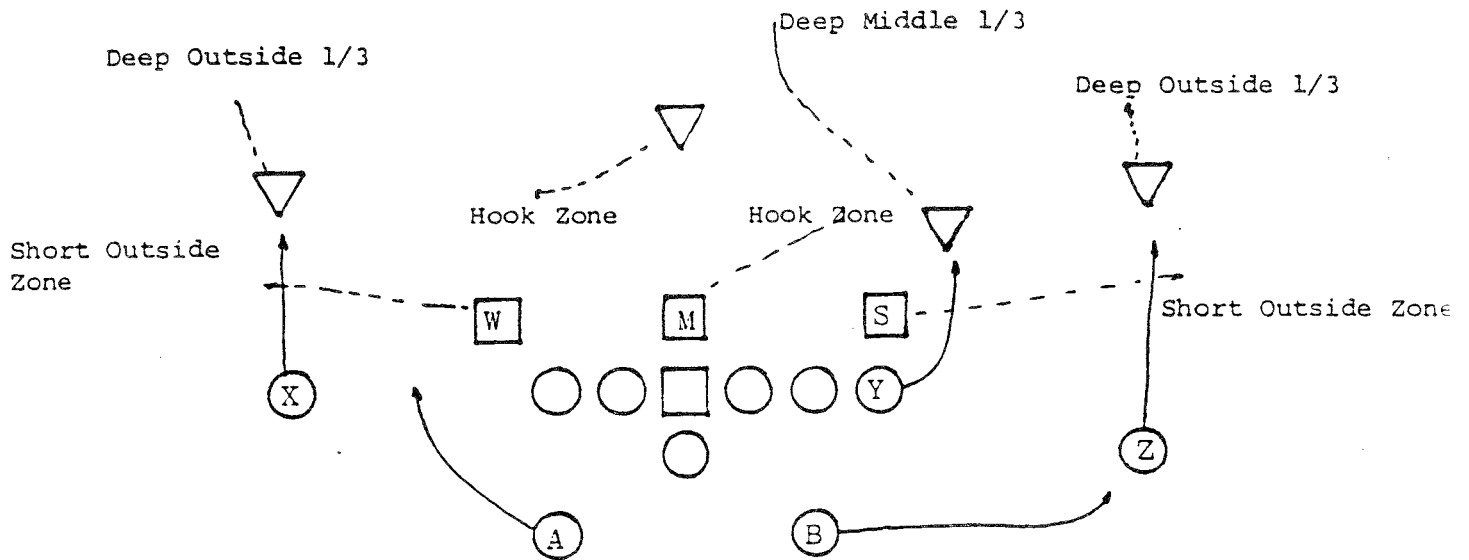 Deep Middle 1/3
Deep Outside 1/3
Deep Outside 1/3
Hook Zone
Hook Zone
Short Outside
Zone
Short Outside Zone
W
M
S
X
Y
Z
A
B